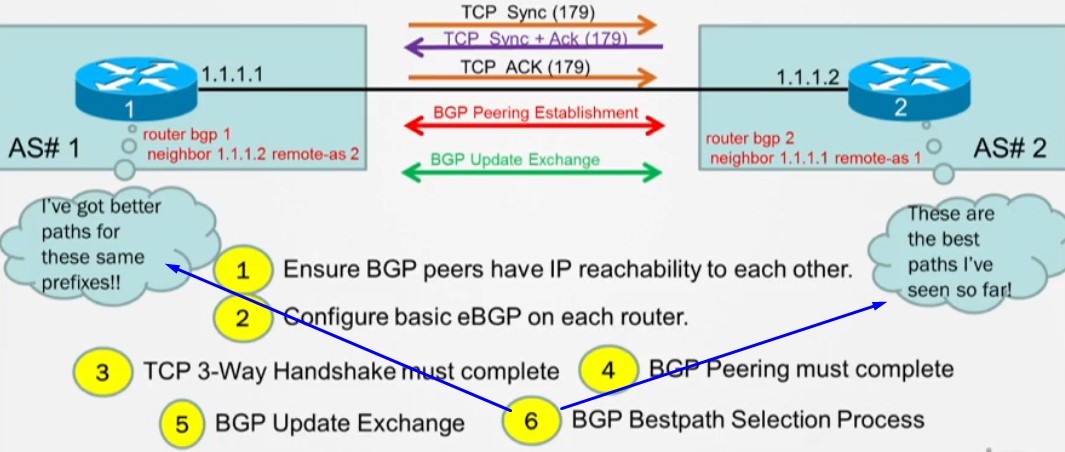 TCP Sync (179)
TCP Sync + Ack (179)
TCP ACK (179)
1.1.1.1
1.1.1.2
1
2
BGP Peering Establishment
router bgp 1
neighbor 1.1.1.2 remote-as 2
AS# 1
router bgp 2
neighbor 1.1.1.1 remote-as 1
AS# 2
BGP Update Exchange
I've got better
paths for
these same
prefixes!!
These are
the best
paths I've
seen so far!
1 Ensure BGP peers have IP reachability to each other.
2 Configure basic eBGP on each router.
3 TCP 3-Way Handshake must complete
4 BGP Peering must complete
5 BGP Update Exchange
6 BGP Bestpath Selection Process